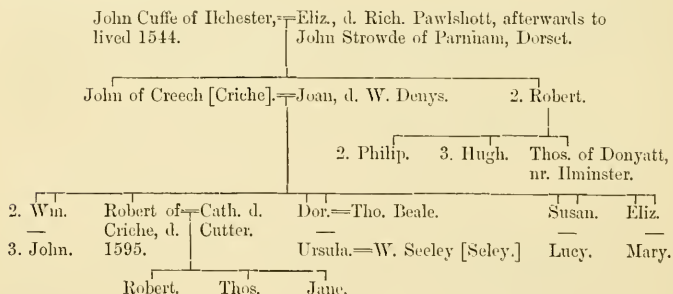 John Cuffe of Ilchester, = Eliz., d. Rich. Pawlshott, afterwards to
lived 1544. John Strowde of Parnham, Dorset.
John of Creech [Criche]. = Joan, d. W. Denys. 2. Robert.
2. Philip. 3. Hugh. Thos. of Donyatt,
nr. Ilminster.
2. Wm. Robert of = Cath. d. Dor. = Tho. Beale. Susan. Eliz.
— Criche, d. Cutter. — — —
3. John. 1595. Ursula. = W. Seeley [Seley.] Lucy. Mary.
Robert. Thos. Jane.